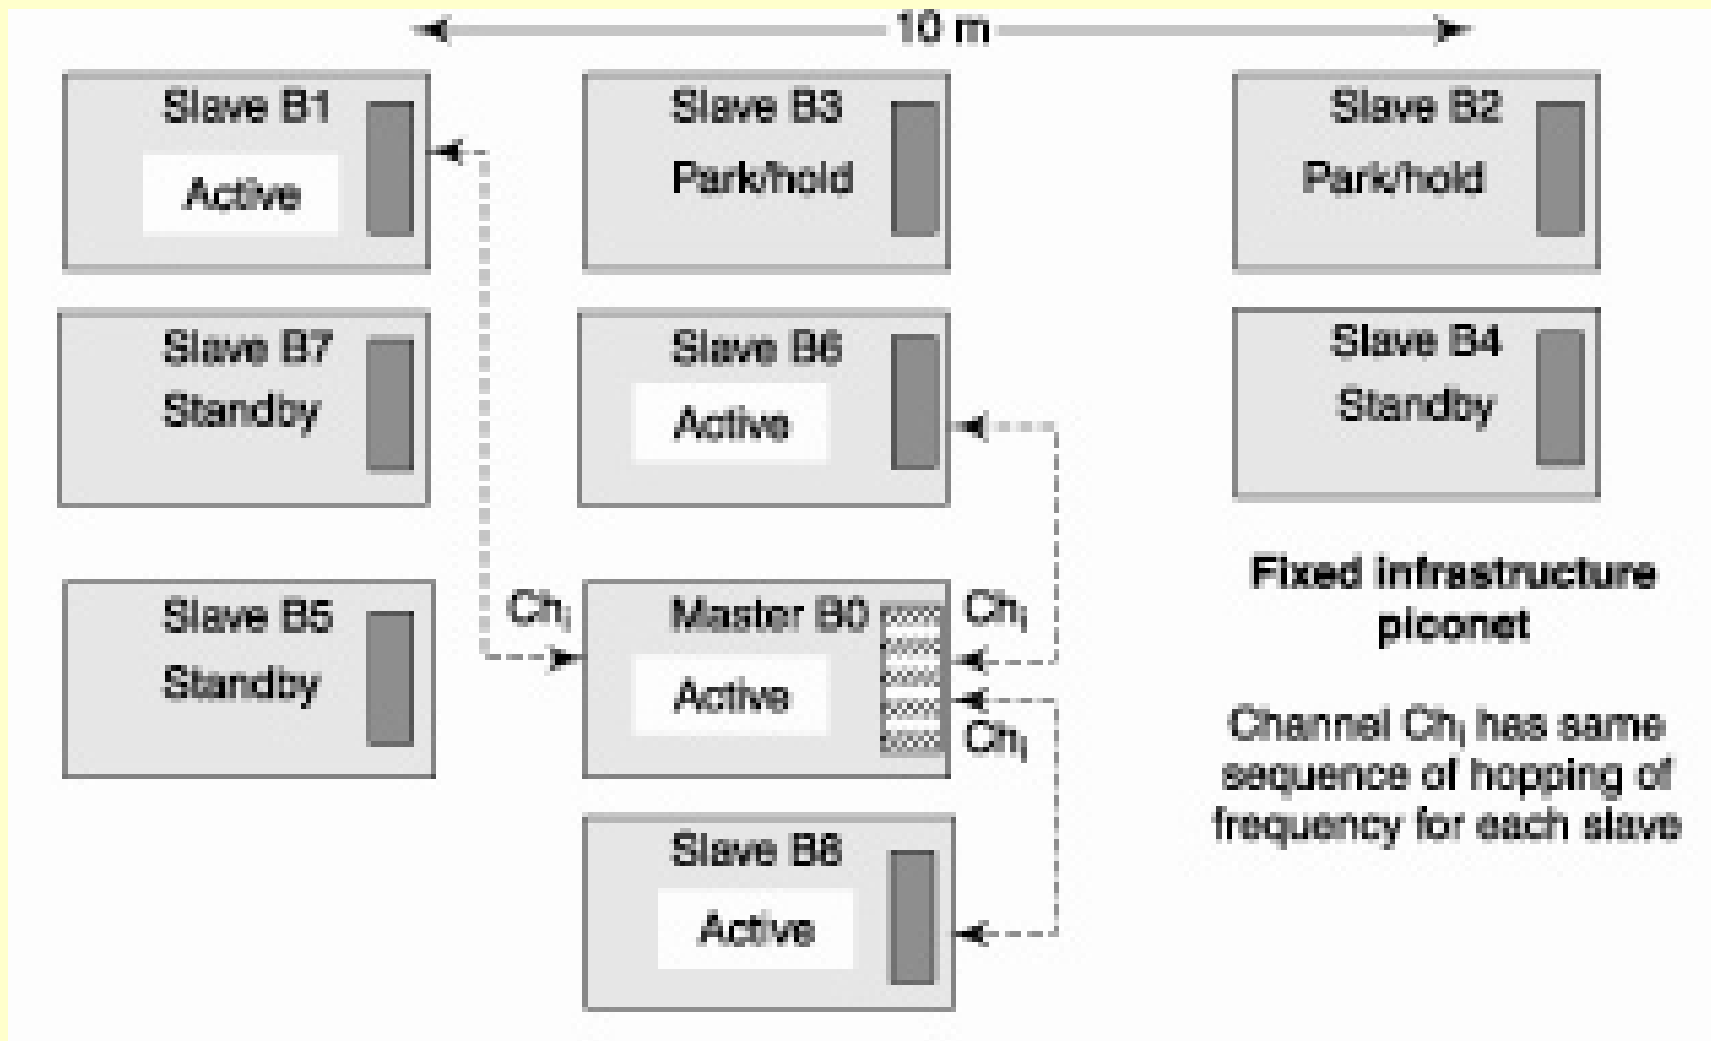 10 m
Slave B1
Active
Slave B3
Park/hold
Slave B2
Park/hold
Slave B7
Standby
Slave B6
Active
Slave B4
Standby
Slave B5
Standby
Chi
Master B0
Active
Chi
Chj
Fixed infrastructure
piconet
Channel Chj has same
sequence of hopping of
frequency for each slave
Slave B8
Active